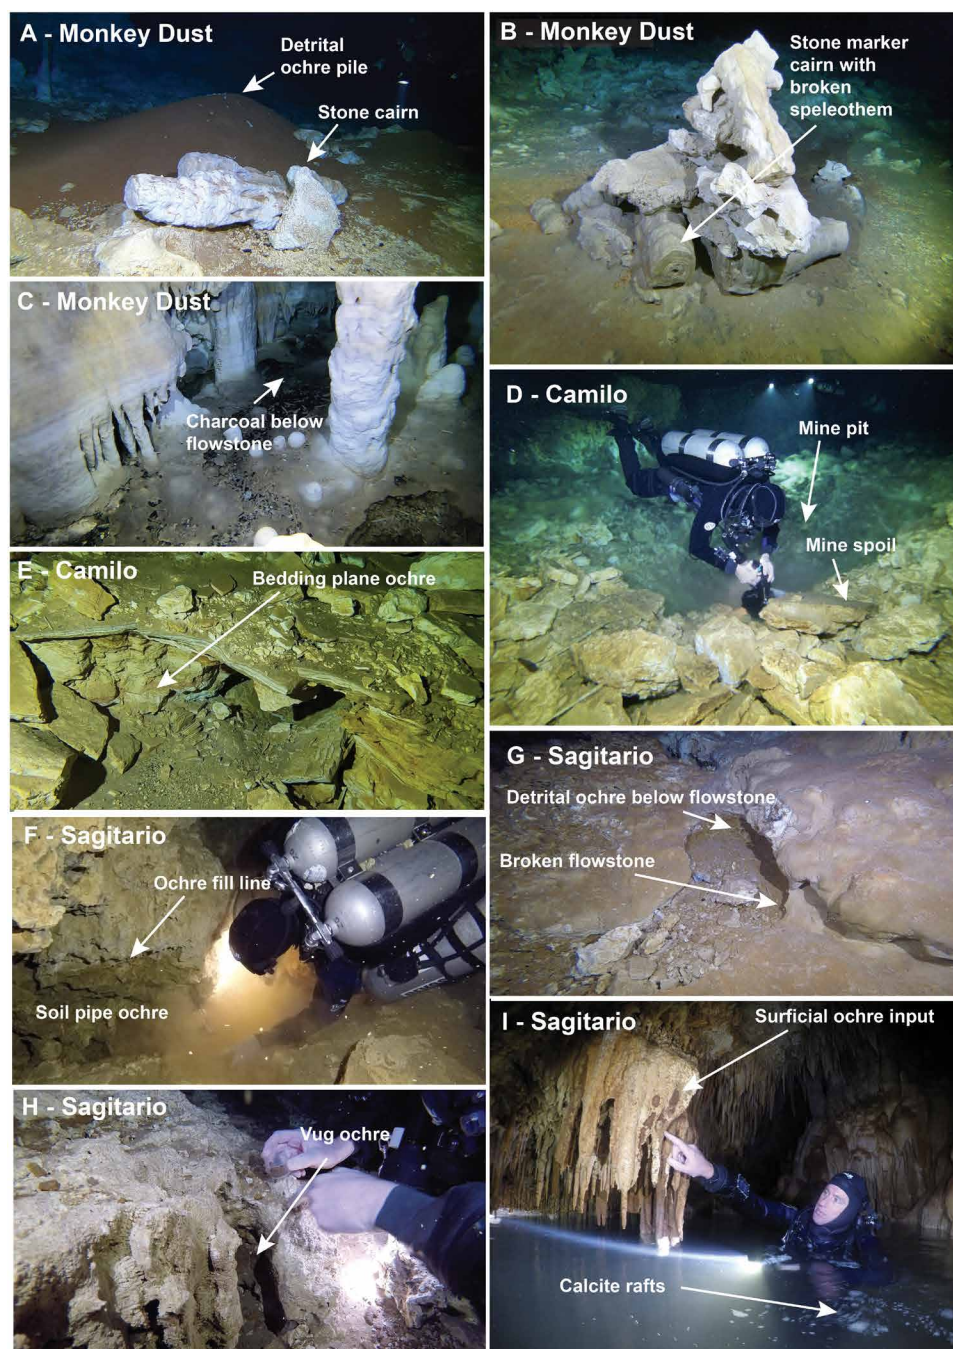 A - Monkey Dust
Detrital
ochre pile
Stone cairn
B - Monkey Dust
Stone marker
cairn with
broken
speleothem
C - Monkey Dust
Charcoal below
flowstone
D - Camilo
Mine pit
Mine spoil
E - Camilo
Bedding plane ochre
F - Sagitario
Ochre fill line
Soil pipe ochre
G - Sagitario
Detrital ochre below flowstone
Broken flowstone
H - Sagitario
Vug ochre
I - Sagitario
Surficial ochre input
Calcite rafts